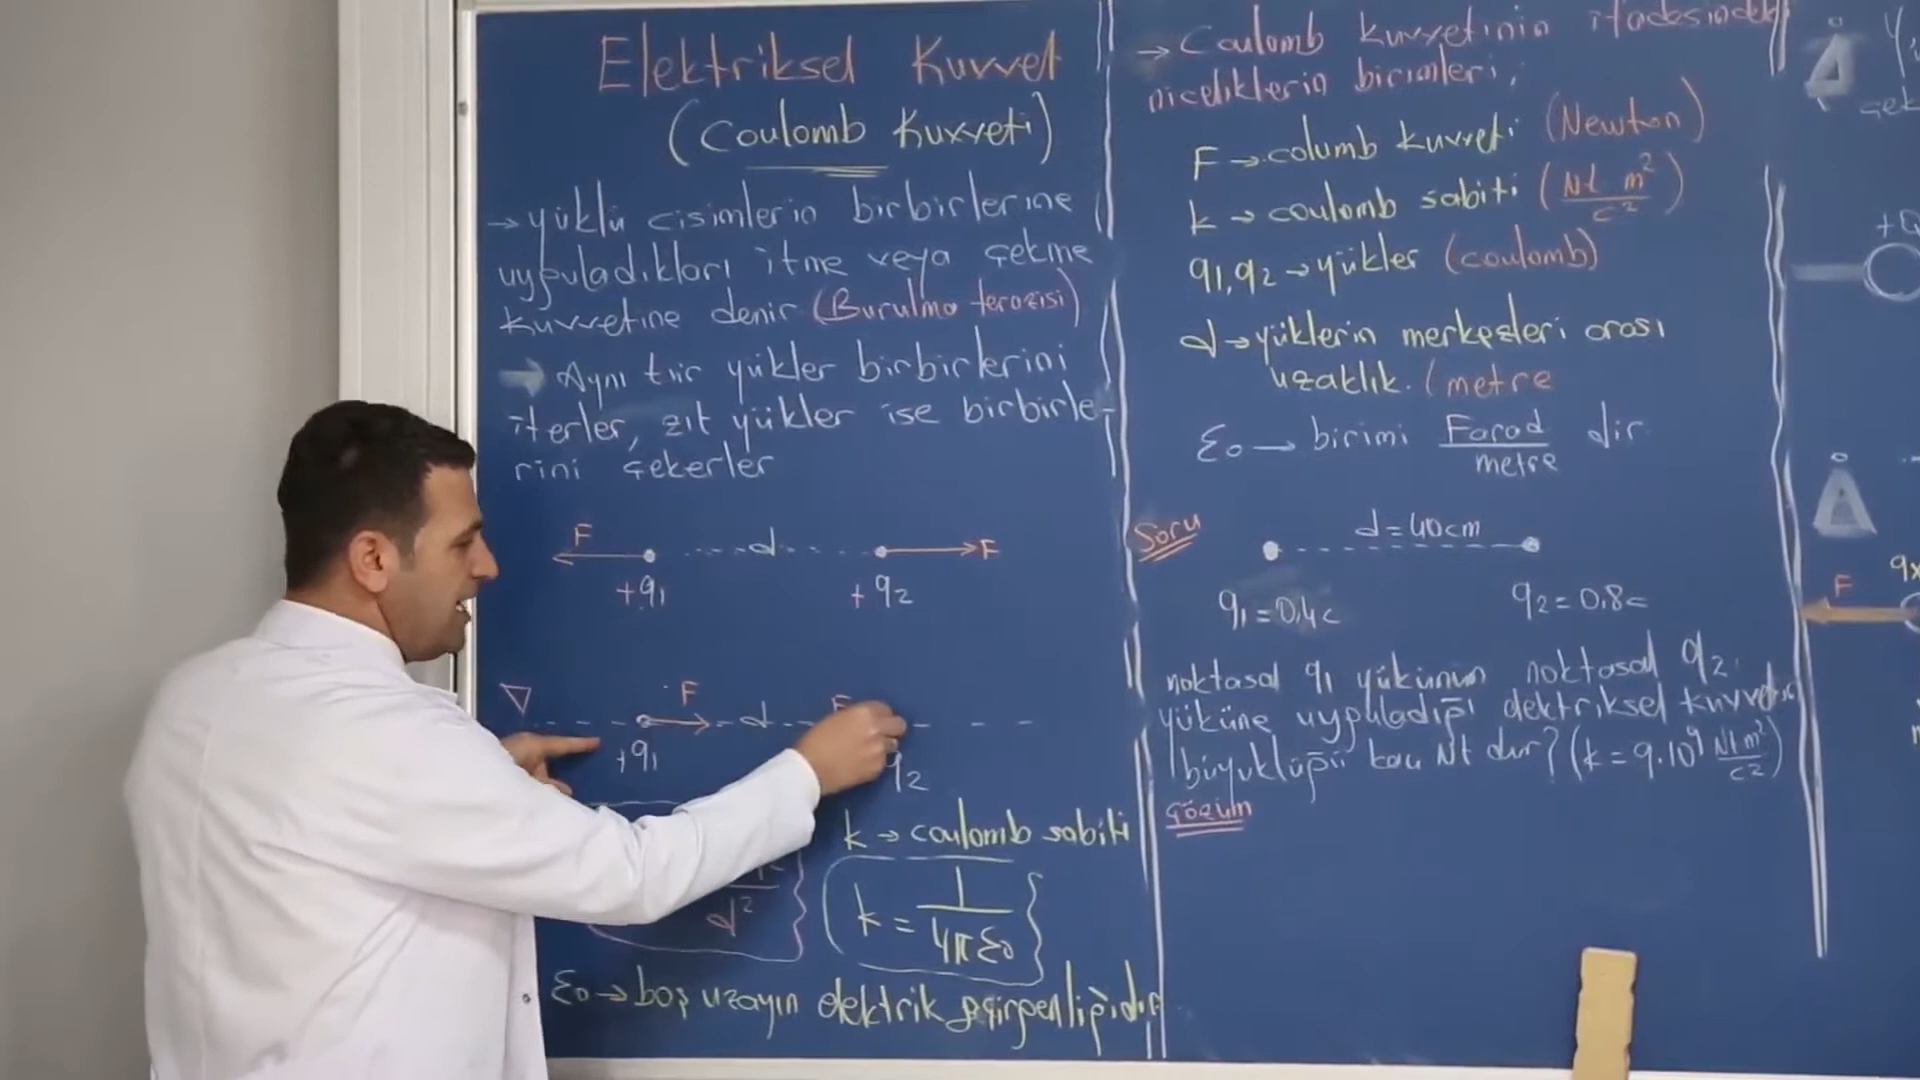 Elektriksel Kuvvet
(Coulomb Kuvveti)
→ yüklü cisimlerin birbirlerine
uyguladıkları itme veya çekme
kuvvetine denir (Burulma terazisi)
→ Aynı tür yükler birbirlerini
iterler, zıt yükler ise birbirle-
rini çekerler
F d F
+q1 +q2
F d F
+q1 q2
d²
k → coulomb sabiti
k = 1/4πε0
ε0 → boş uzayın elektrik geçirgenliğidir
→ Coulomb kuvvetinin ifadesindeki
niceliklerin birimleri;
F → columb kuvveti (Newton)
k → coulomb sabiti (Nt m²/c²)
q1,q2 → yükler (coulomb)
d → yüklerin merkezleri arası
uzaklık. (metre
ε0 → birimi Farad/metre dir
Soru d=40cm
q1=0,4c q2=0,8c
noktasal q1 yükünün noktasal q2
yüküne uyguladığı elektriksel kuvvetin
büyüklüğü kaç Nt dur? (k = 9.10⁹ Nt m²/c²)
çözüm
+Q
çek
F
9x